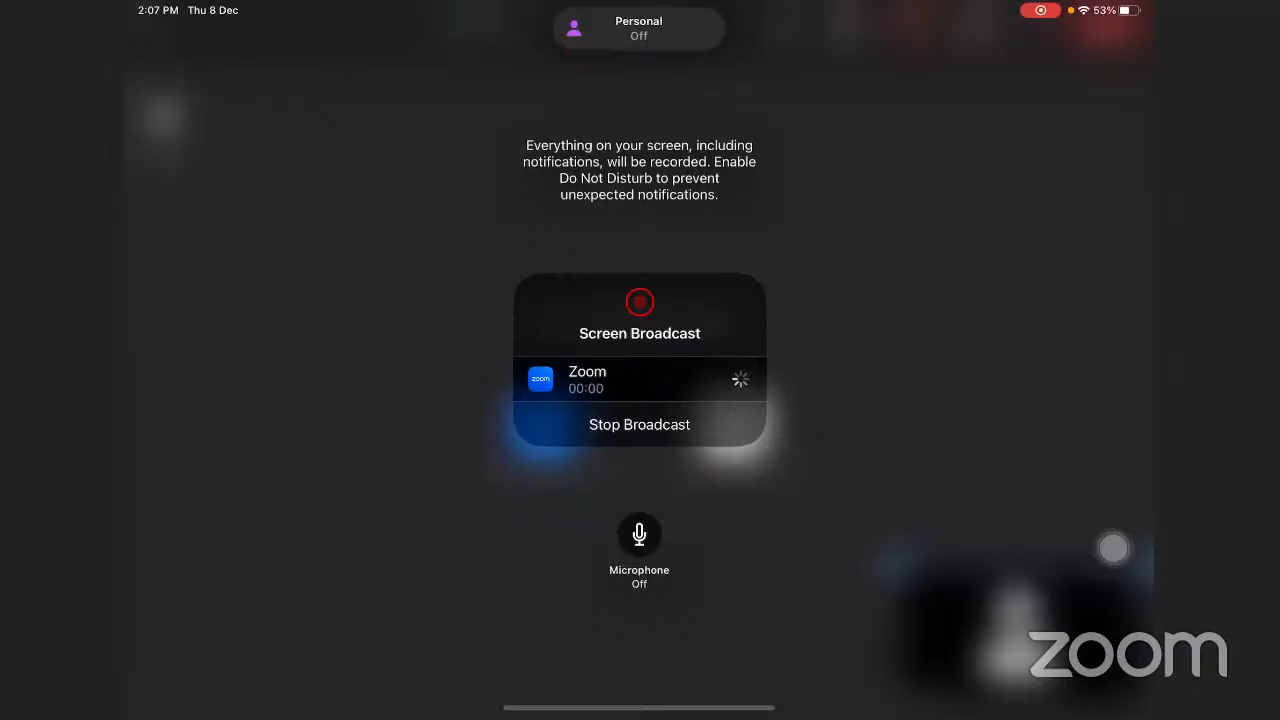 2:07 PM Thu 8 Dec
Personal
Off
53%
Everything on your screen, including
notifications, will be recorded. Enable
Do Not Disturb to prevent
unexpected notifications.
Screen Broadcast
zoom
Zoom
00:00
Stop Broadcast
Microphone
Off
zoom